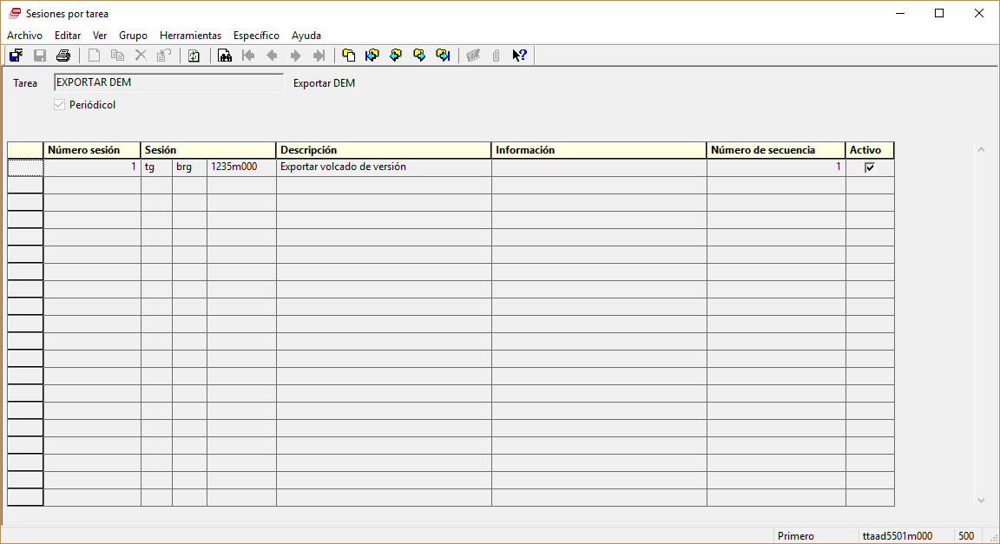 Sesiones por tarea
Archivo Editar Ver Grupo Herramientas Específico Ayuda
Tarea EXPORTAR DEM Exportar DEM
Periódicol
Número sesión Sesión Descripción Información Número de secuencia Activo
1 tg brg 1235m000 Exportar volcado de versión 1
Primero ttaad5501m000 500